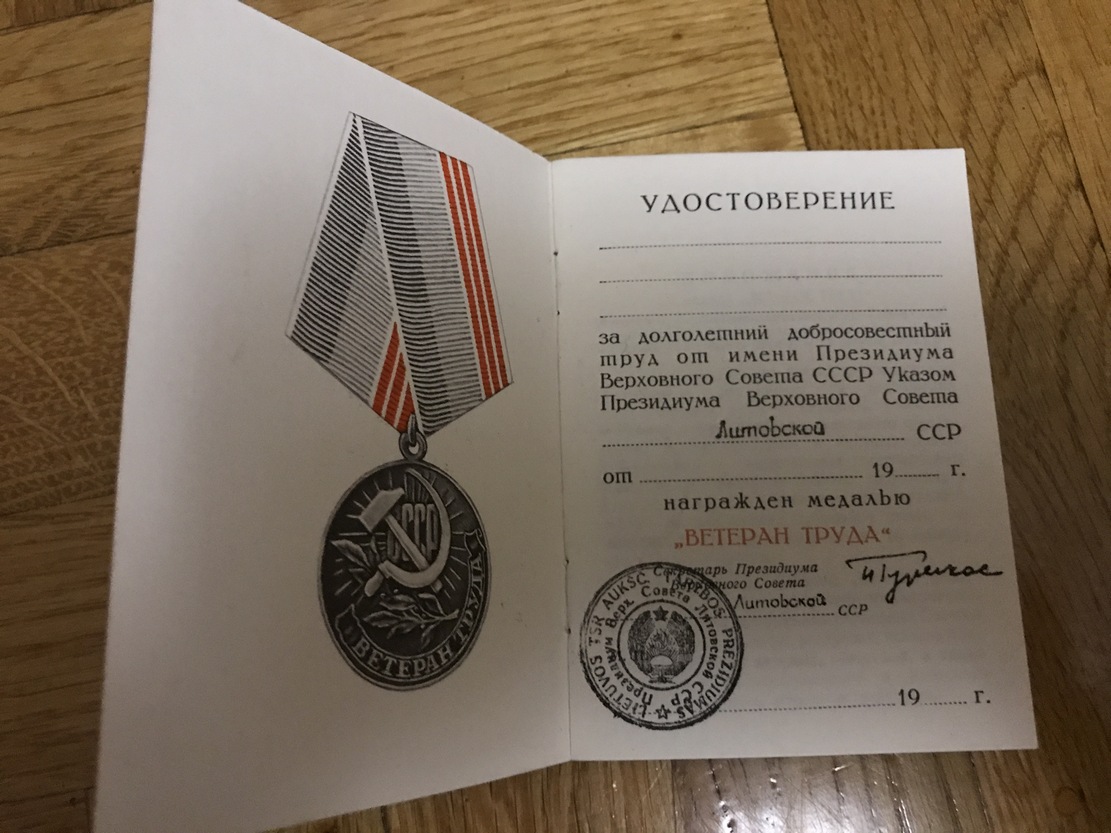 СССР
ВЕТЕРАН ТРУДА
УДОСТОВЕРЕНИЕ
за долголетний добросовестный
труд от имени Президиума
Верховного Совета СССР Указом
Президиума Верховного Совета
Литовской ССР
от 19 г.
награжден медалью
„ВЕТЕРАН ТРУДА“
Секретарь Президиума
Верховного Совета
Литовской ССР
LIETUVOS TSR AUKSČ. TARYBOS PREZIDIUMAS
Президиум Верх. Совета Литовской ССР
19 г.